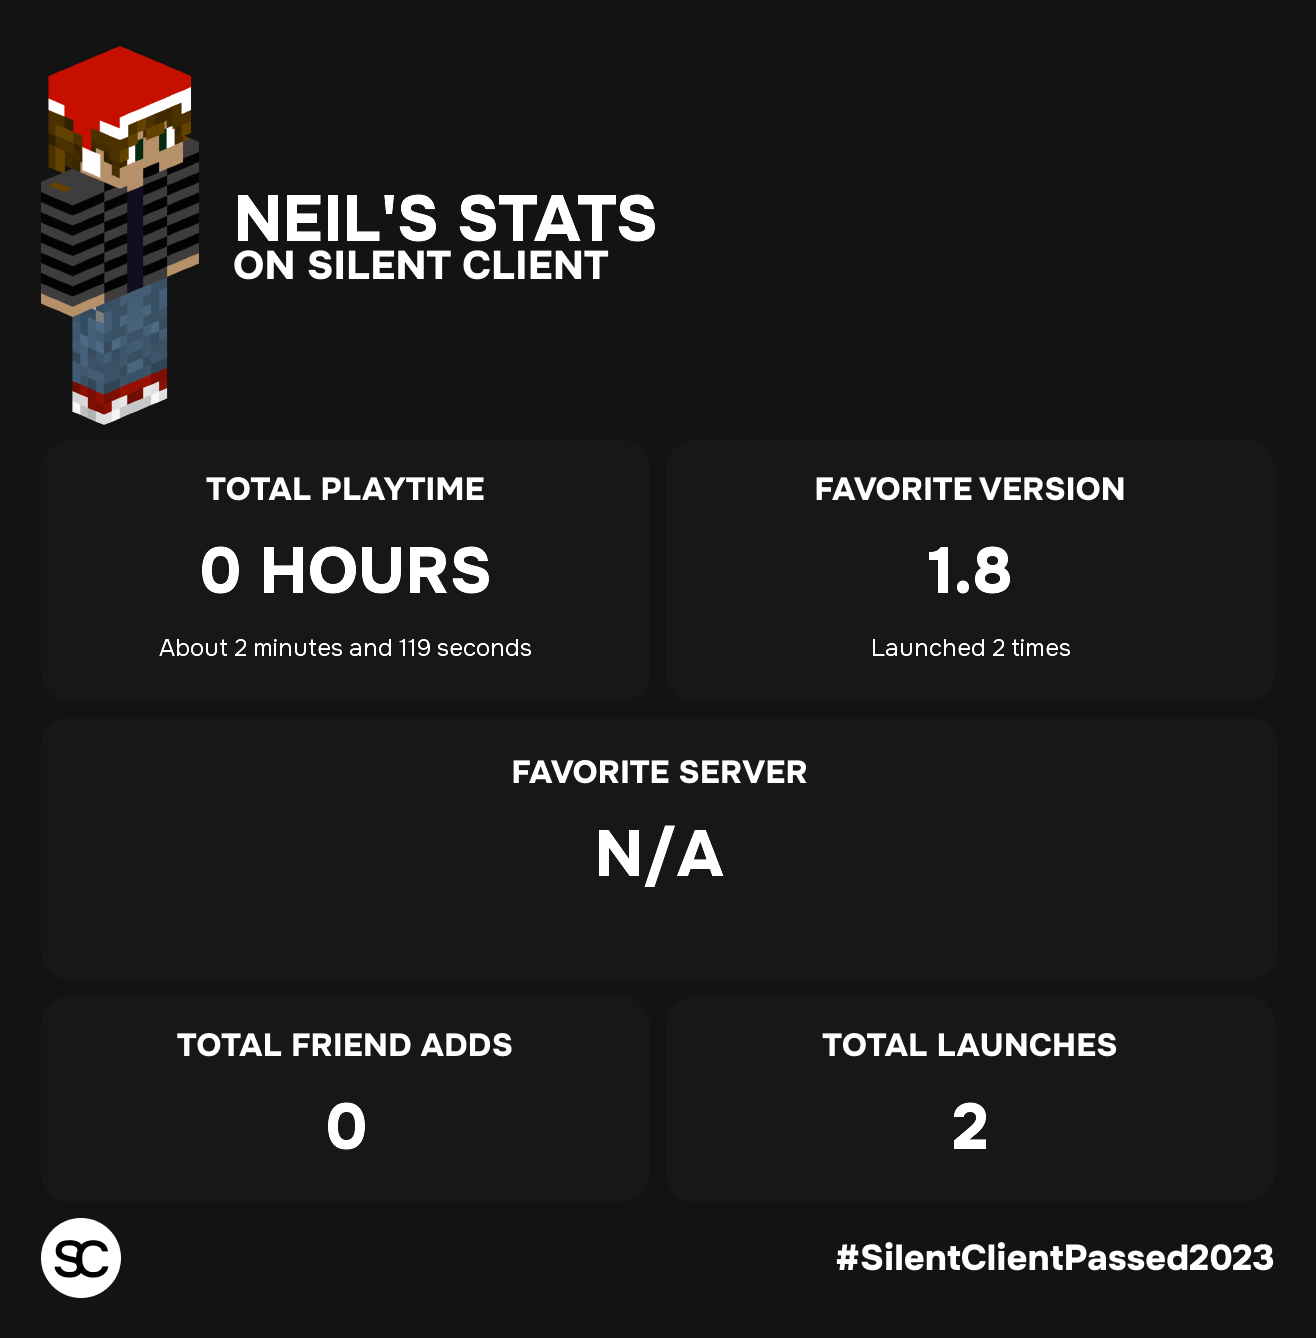 NEIL'S STATS
ON SILENT CLIENT
TOTAL PLAYTIME
0 HOURS
About 2 minutes and 119 seconds
FAVORITE VERSION
1.8
Launched 2 times
FAVORITE SERVER
N/A
TOTAL FRIEND ADDS
0
TOTAL LAUNCHES
2
SC
#SilentClientPassed2023